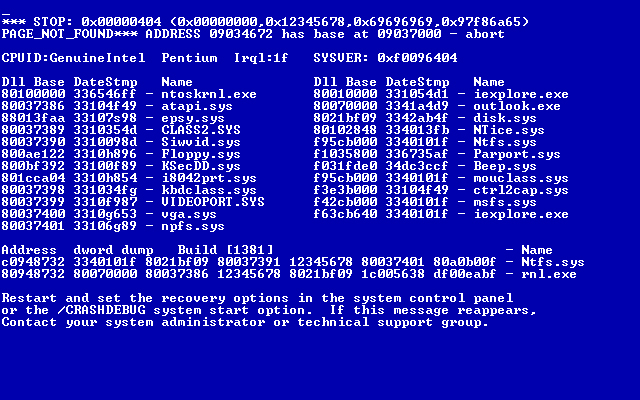 *** STOP: 0x00000404 (0x00000000,0x12345678,0x69696969,0x97f86a65)
PAGE_NOT_FOUND*** ADDRESS 09034672 has base at 09037000 - abort
CPUID:GenuineIntel  Pentium  Irql:1f   SYSVER: 0xf0096404
Dll Base DateStmp   Name                Dll Base DateStmp   Name
80100000 336546ff - ntoskrnl.exe        80010000 331054d1 - iexplore.exe
80037386 33104f49 - atapi.sys           80070000 3341a4d9 - outlook.exe
88013faa 33107s98 - epsy.sys            8021bf09 3342ab4f - disk.sys
80037389 3310354d - CLASS2.SYS          80102848 334013fb - NTice.sys
80037390 3310098d - Siwvid.sys          f95cb000 3340101f - Ntfs.sys
800ae122 3310h896 - Floppy.sys          f1035800 336735af - Parport.sys
800bf392 33100f89 - KSecDD.sys          f031fde0 34dc3ccf - Beep.sys
801cca04 3310h854 - i8042prt.sys        f95cb000 3340101f - mouclass.sys
80037398 331034fg - kbdclass.sys        f3e3b000 33104f49 - ctrl2cap.sys
80037399 3310f987 - VIDEOPORT.SYS       f42cb000 3340101f - msfs.sys
80037400 3310g653 - vga.sys             f63cb640 3340101f - iexplore.exe
80037401 33106g89 - npfs.sys
Address  dword dump   Build [1381]                            - Name
c0948732 3340101f 8021bf09 80037391 12345678 80037401 80a0b00f - Ntfs.sys
80948732 80070000 80037386 12345678 8021bf09 1c005638 df00eabf - rnl.exe
Restart and set the recovery options in the system control panel
or the /CRASHDEBUG system start option.  If this message reappears,
Contact your system administrator or technical support group.